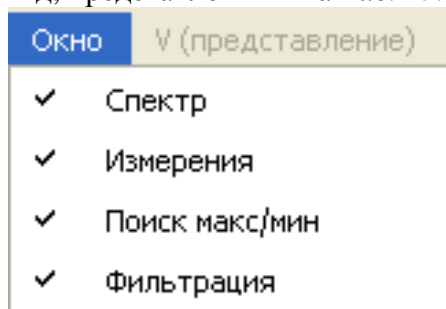 Окно V (представление)
Спектр
Измерения
Поиск макс/мин
Фильтрация